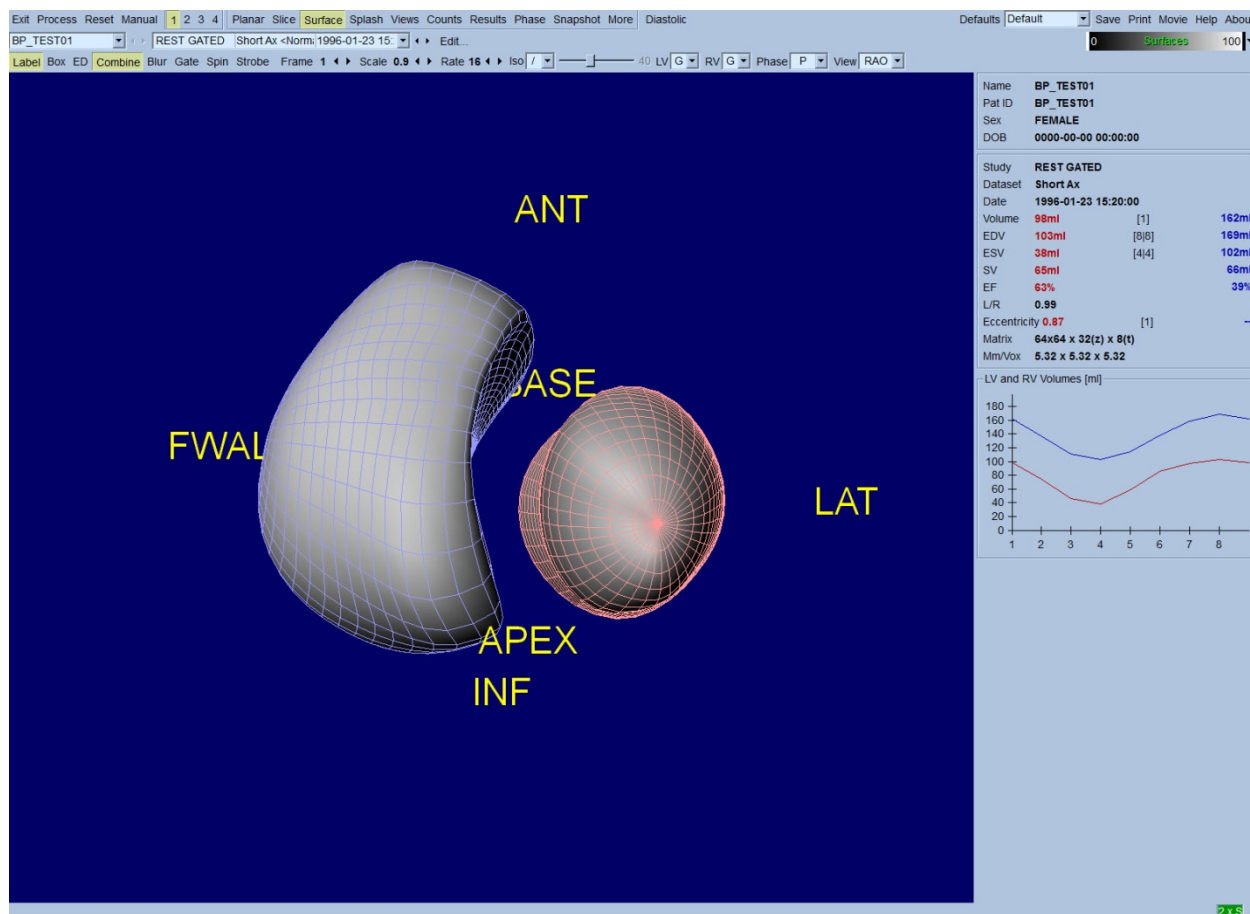 Exit Process Reset Manual 1 2 3 4 Planar Slice Surface Splash Views Counts Results Phase Snapshot More Diastolic Defaults Default Save Print Movie Help
BP_TEST01 REST GATED Short Ax <Norm: 1996-01-23 15: Edit... 0 Surfaces 100
Label Box ED Combine Blur Gate Spin Strobe Frame 1 Scale 0.9 Rate 16 Iso / 40 LV G RV G Phase P View RAO
Name BP_TEST01
Pat ID BP_TEST01
Sex FEMALE
DOB 0000-00-00 00:00:00
Study REST GATED
Dataset Short Ax
Date 1996-01-23 15:20:00
Volume 98ml [1] 162ml
EDV 103ml [8|8] 169ml
ESV 38ml [4|4] 102ml
SV 65ml 66ml
EF 63% 39%
L/R 0.99
Eccentricity 0.87 [1]
Matrix 64x64 x 32(z) x 8(t)
Mm/Vox 5.32 x 5.32 x 5.32
LV and RV Volumes [ml]
180
160
140
120
100
80
60
40
20
0
1 2 3 4 5 6 7 8
ANT
BASE
FWAL
LAT
APEX
INF
2 x S